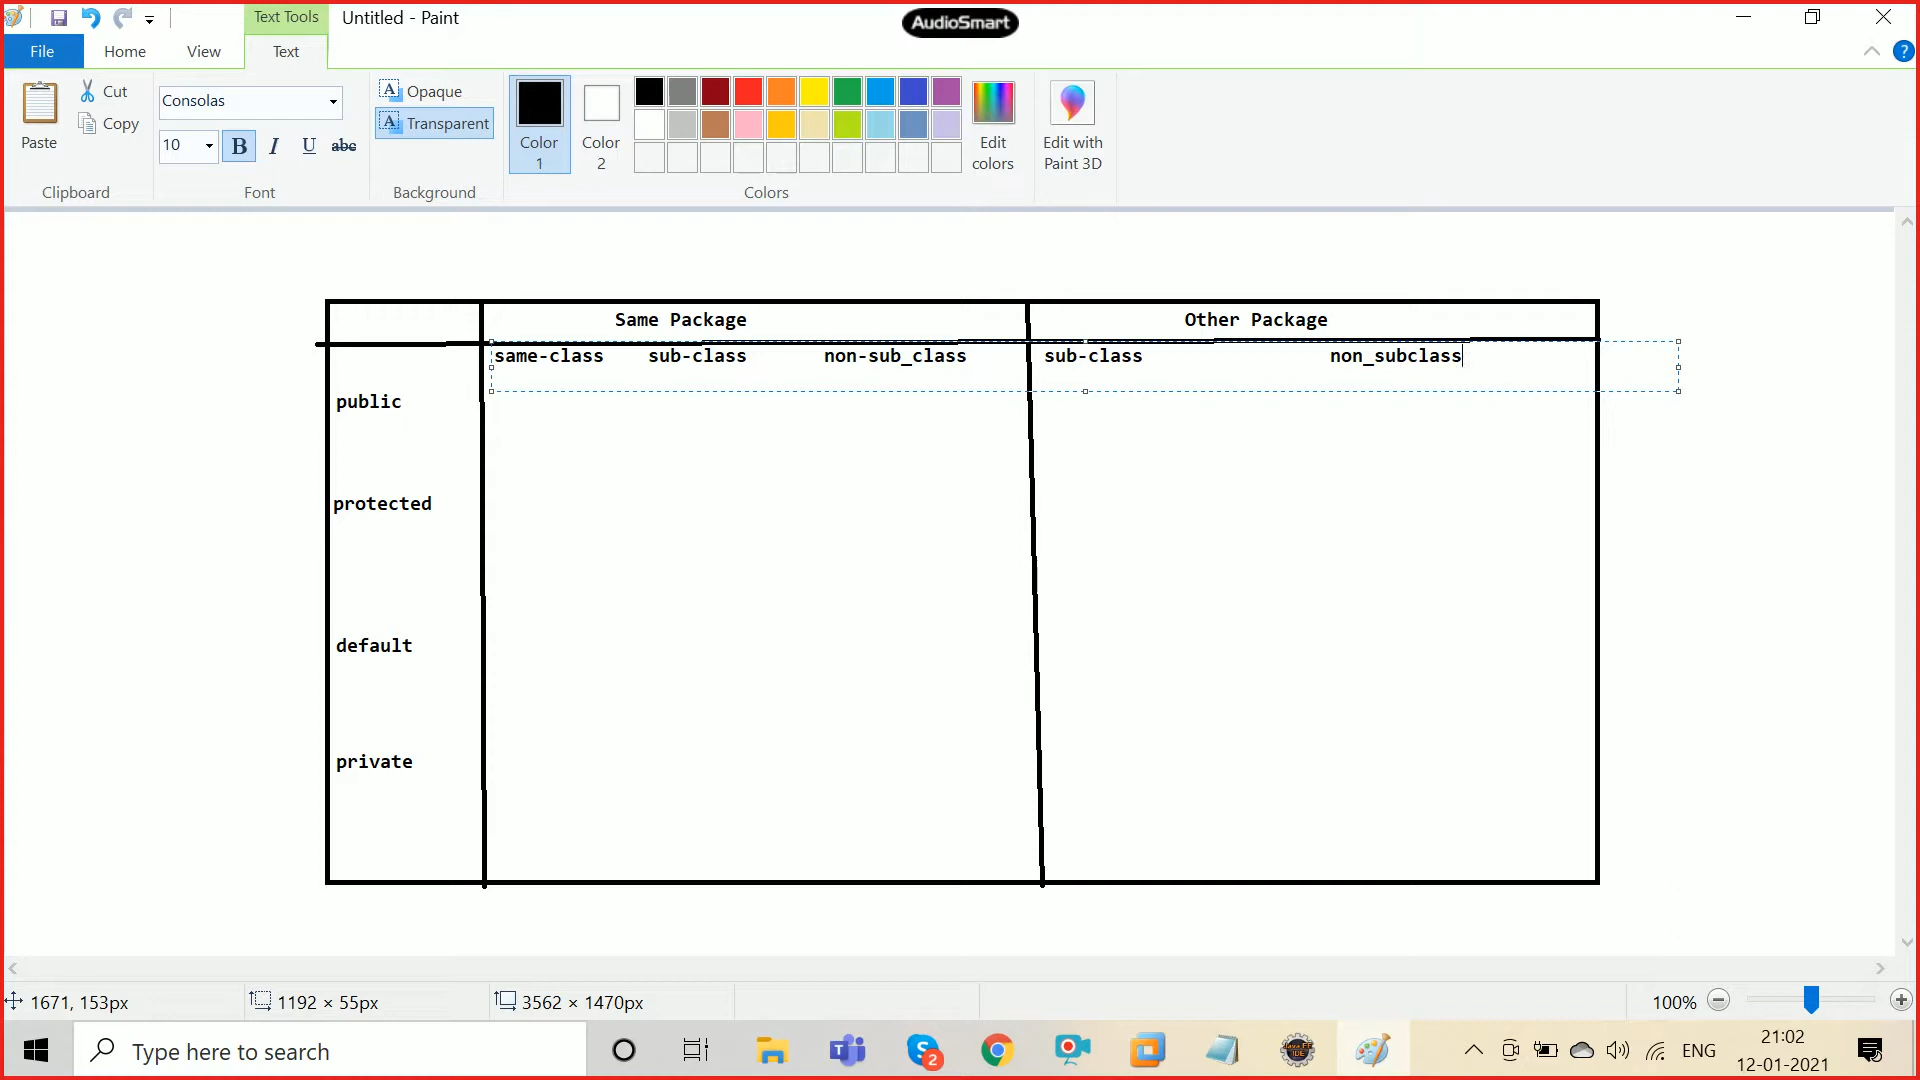 Text Tools
Untitled - Paint
AudioSmart
File
Home
View
Text
?
Paste
Cut
Copy
Clipboard
Consolas
10
B I U abc
Font
A Opaque
A Transparent
Background
Color
1
Color
2
Colors
Edit
colors
Edit with
Paint 3D
Same Package
Other Package
same-class sub-class non-sub_class sub-class non_subclass
public
protected
default
private
1671, 153px
1192 × 55px
3562 × 1470px
100%
Type here to search
S
2
ENG
21:02
12-01-2021